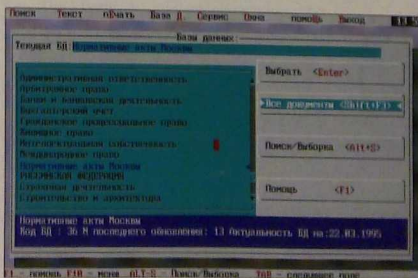 Поиск Текст пЕчать База Д. Сервис Окна помоЩь Выход
Базы данных
Текущая БД: Нормативные акты Москвы
Административная ответственность
Арбитражное право
Банки и банковская деятельность
Бухгалтерский учет
Гражданское процессуальное право
Жилищное право
Интеллектуальная собственность
Международное право
Нормативные акты Москвы
РОССИЙСКАЯ ФЕДЕРАЦИЯ
Страховая деятельность
Строительство и архитектура
Выбрать <Enter>
Все документы <Shift+F3>
Поиск/Выборка <Alt+S>
Помощь <F1>
Нормативные акты Москвы
Код БД : 36 N последнего обновления: 13 Актуальность БД на:22.03.1995
F1 - помощь F10 - меню ALT-S - Поиск/Выборка TAB - следующее поле